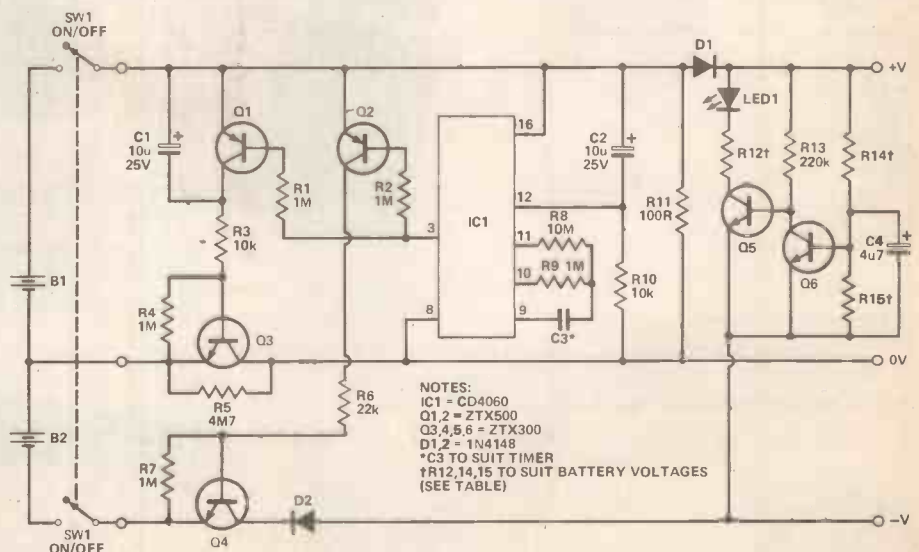 SW1
ON/OFF
D1
+V
Q1
Q2
LED1
C1
10u
25V
+
16
C2
10u
25V
+
R12†
R13
220k
R14†
R1
1M
R2
1M
12
R11
100R
R3
10k
3
IC1
11
R8
10M
Q5
C4
4u7
+
Q6
B1
R9 1M
10
R10
10k
R15†
R4
1M
Q3
8
9
C3*
0V
R5
4M7
R6
22k
NOTES:
IC1 = CD4060
Q1,2 = ZTX500
Q3,4,5,6 = ZTX300
D1,2 = 1N4148
*C3 TO SUIT TIMER
†R12,14,15 TO SUIT BATTERY VOLTAGES
(SEE TABLE)
B2
R7
1M
D2
-V
SW1
ON/OFF
Q4